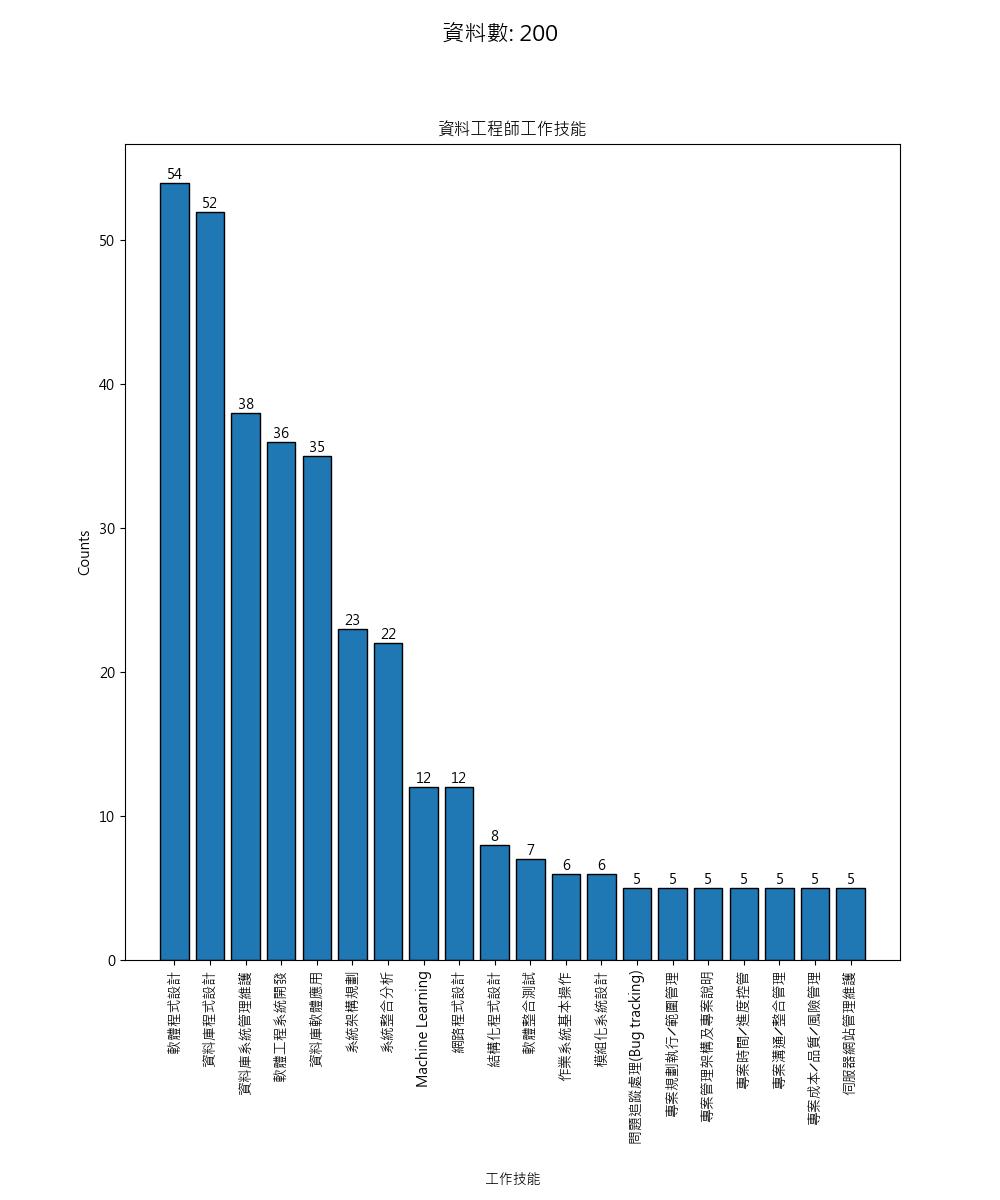 資料數: 200
資料工程師工作技能
Counts
50
40
30
20
10
0
54
52
38
36
35
23
22
12
12
8
7
6
6
5
5
5
5
5
5
5
軟體程式設計
資料庫程式設計
資料庫系統管理維護
軟體工程系統開發
資料庫軟體應用
系統架構規劃
系統整合分析
Machine Learning
網路程式設計
結構化程式設計
軟體整合測試
作業系統基本操作
模組化系統設計
問題追蹤處理(Bug tracking)
專案規劃執行/範圍管理
專案管理架構及專案說明
專案時間/進度控管
專案溝通/整合管理
專案成本/品質/風險管理
伺服器網站管理維護
工作技能